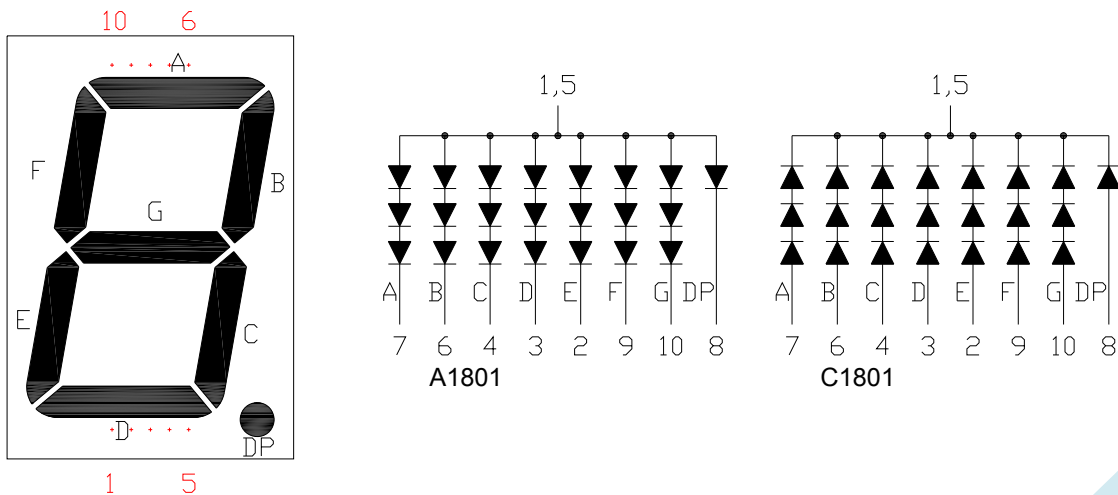 10 6
A
F
B
G
E
C
D
DP
1 5
1,5
A B C D E F G DP
7 6 4 3 2 9 10 8
A1801
1,5
A B C D E F G DP
7 6 4 3 2 9 10 8
C1801